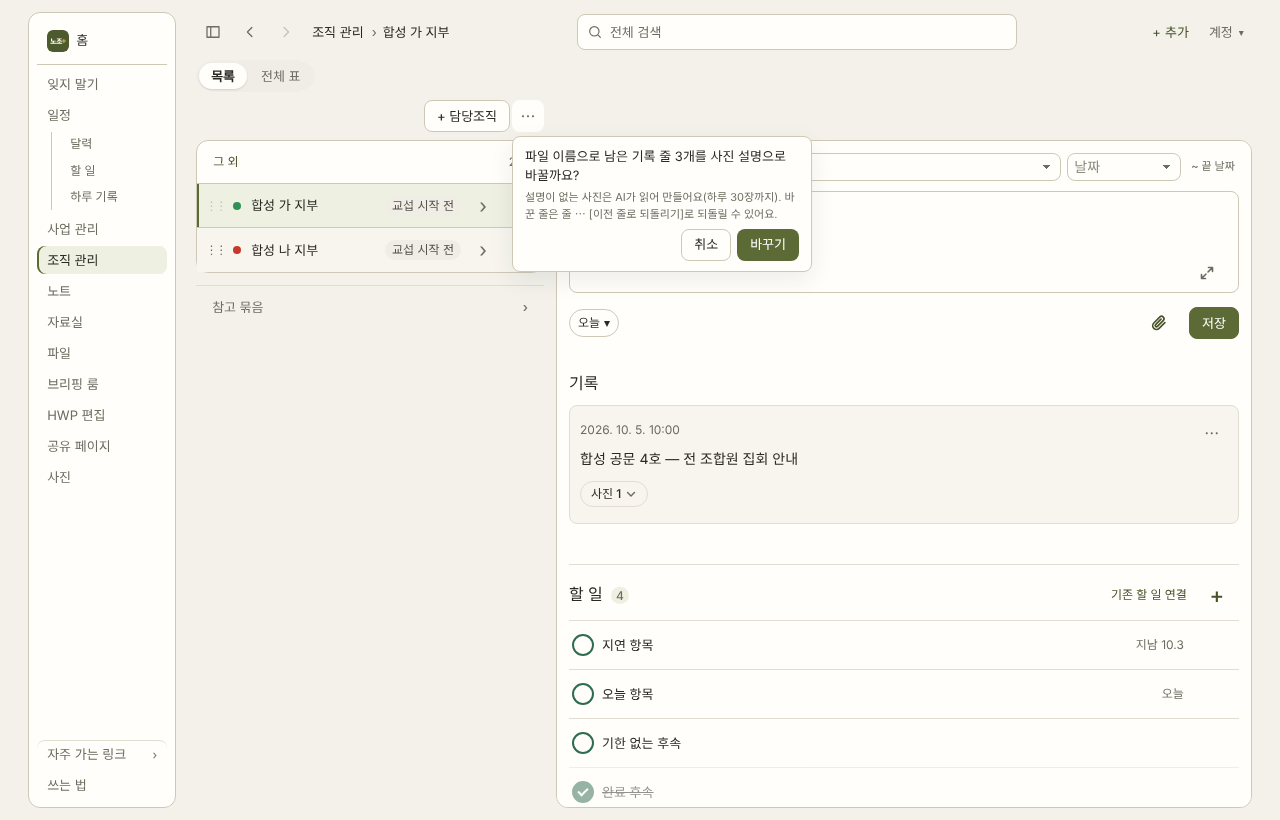 노조+ 홈
조직 관리 › 합성 가 지부
전체 검색
+ 추가
계정 ▾
목록
전체 표
잊지 말기
일정
달력
할 일
하루 기록
사업 관리
조직 관리
노트
자료실
파일
브리핑 룸
HWP 편집
공유 페이지
사진
자주 가는 링크 ›
쓰는 법
+ 담당조직
···
그 외
합성 가 지부 교섭 시작 전 ›
합성 나 지부 교섭 시작 전 ›
참고 묶음 ›
파일 이름으로 남은 기록 줄 3개를 사진 설명으로
바꿀까요?
설명이 없는 사진은 AI가 읽어 만들어요(하루 30장까지). 바
꾼 줄은 줄 ··· [이전 줄로 되돌리기]로 되돌릴 수 있어요.
취소
바꾸기
날짜
~ 끝 날짜
오늘 ▾
저장
기록
2026. 10. 5. 10:00
···
합성 공문 4호 — 전 조합원 집회 안내
사진 1
할 일 4
기존 할 일 연결 +
지연 항목 지남 10.3
오늘 항목 오늘
기한 없는 후속
완료 후속